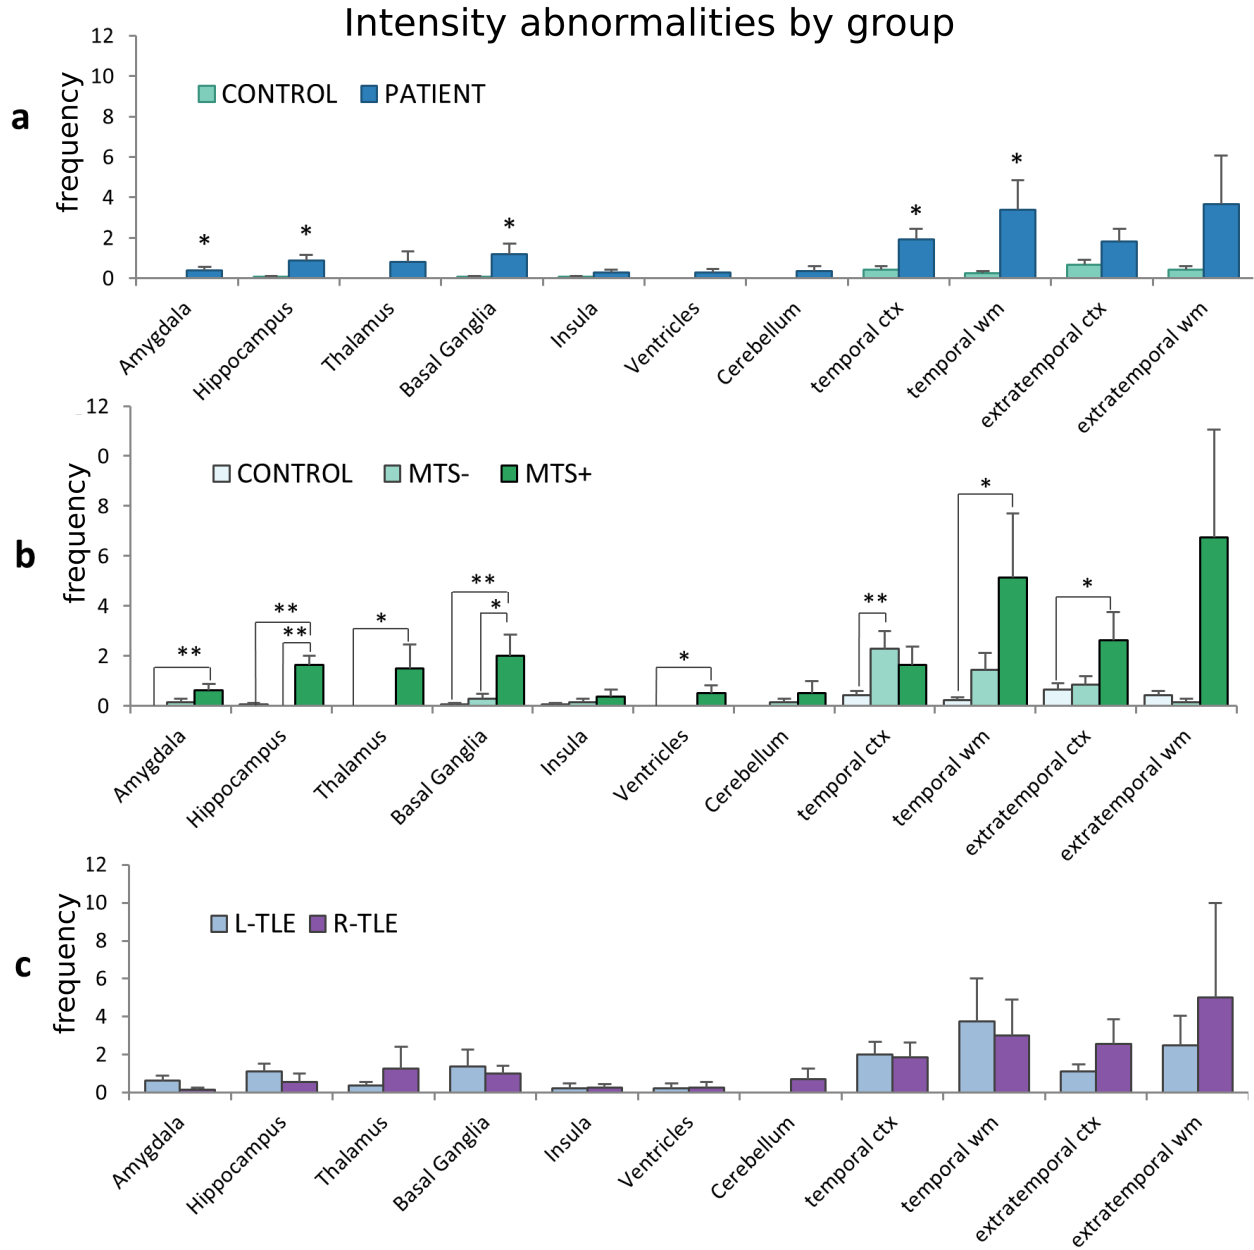 Intensity abnormalities by group
a
frequency
12
10
8
6
4
2
0
CONTROL PATIENT
* * * * *
Amygdala
Hippocampus
Thalamus
Basal Ganglia
Insula
Ventricles
Cerebellum
temporal ctx
temporal wm
extratemporal ctx
extratemporal wm
b
frequency
12
0
8
6
4
2
0
CONTROL MTS- MTS+
** ** ** * ** * * ** * *
Amygdala
Hippocampus
Thalamus
Basal Ganglia
Insula
Ventricles
Cerebellum
temporal ctx
temporal wm
extratemporal ctx
extratemporal wm
c
frequency
12
10
8
6
4
2
0
L-TLE R-TLE
Amygdala
Hippocampus
Thalamus
Basal Ganglia
Insula
Ventricles
Cerebellum
temporal ctx
temporal wm
extratemporal ctx
extratemporal wm